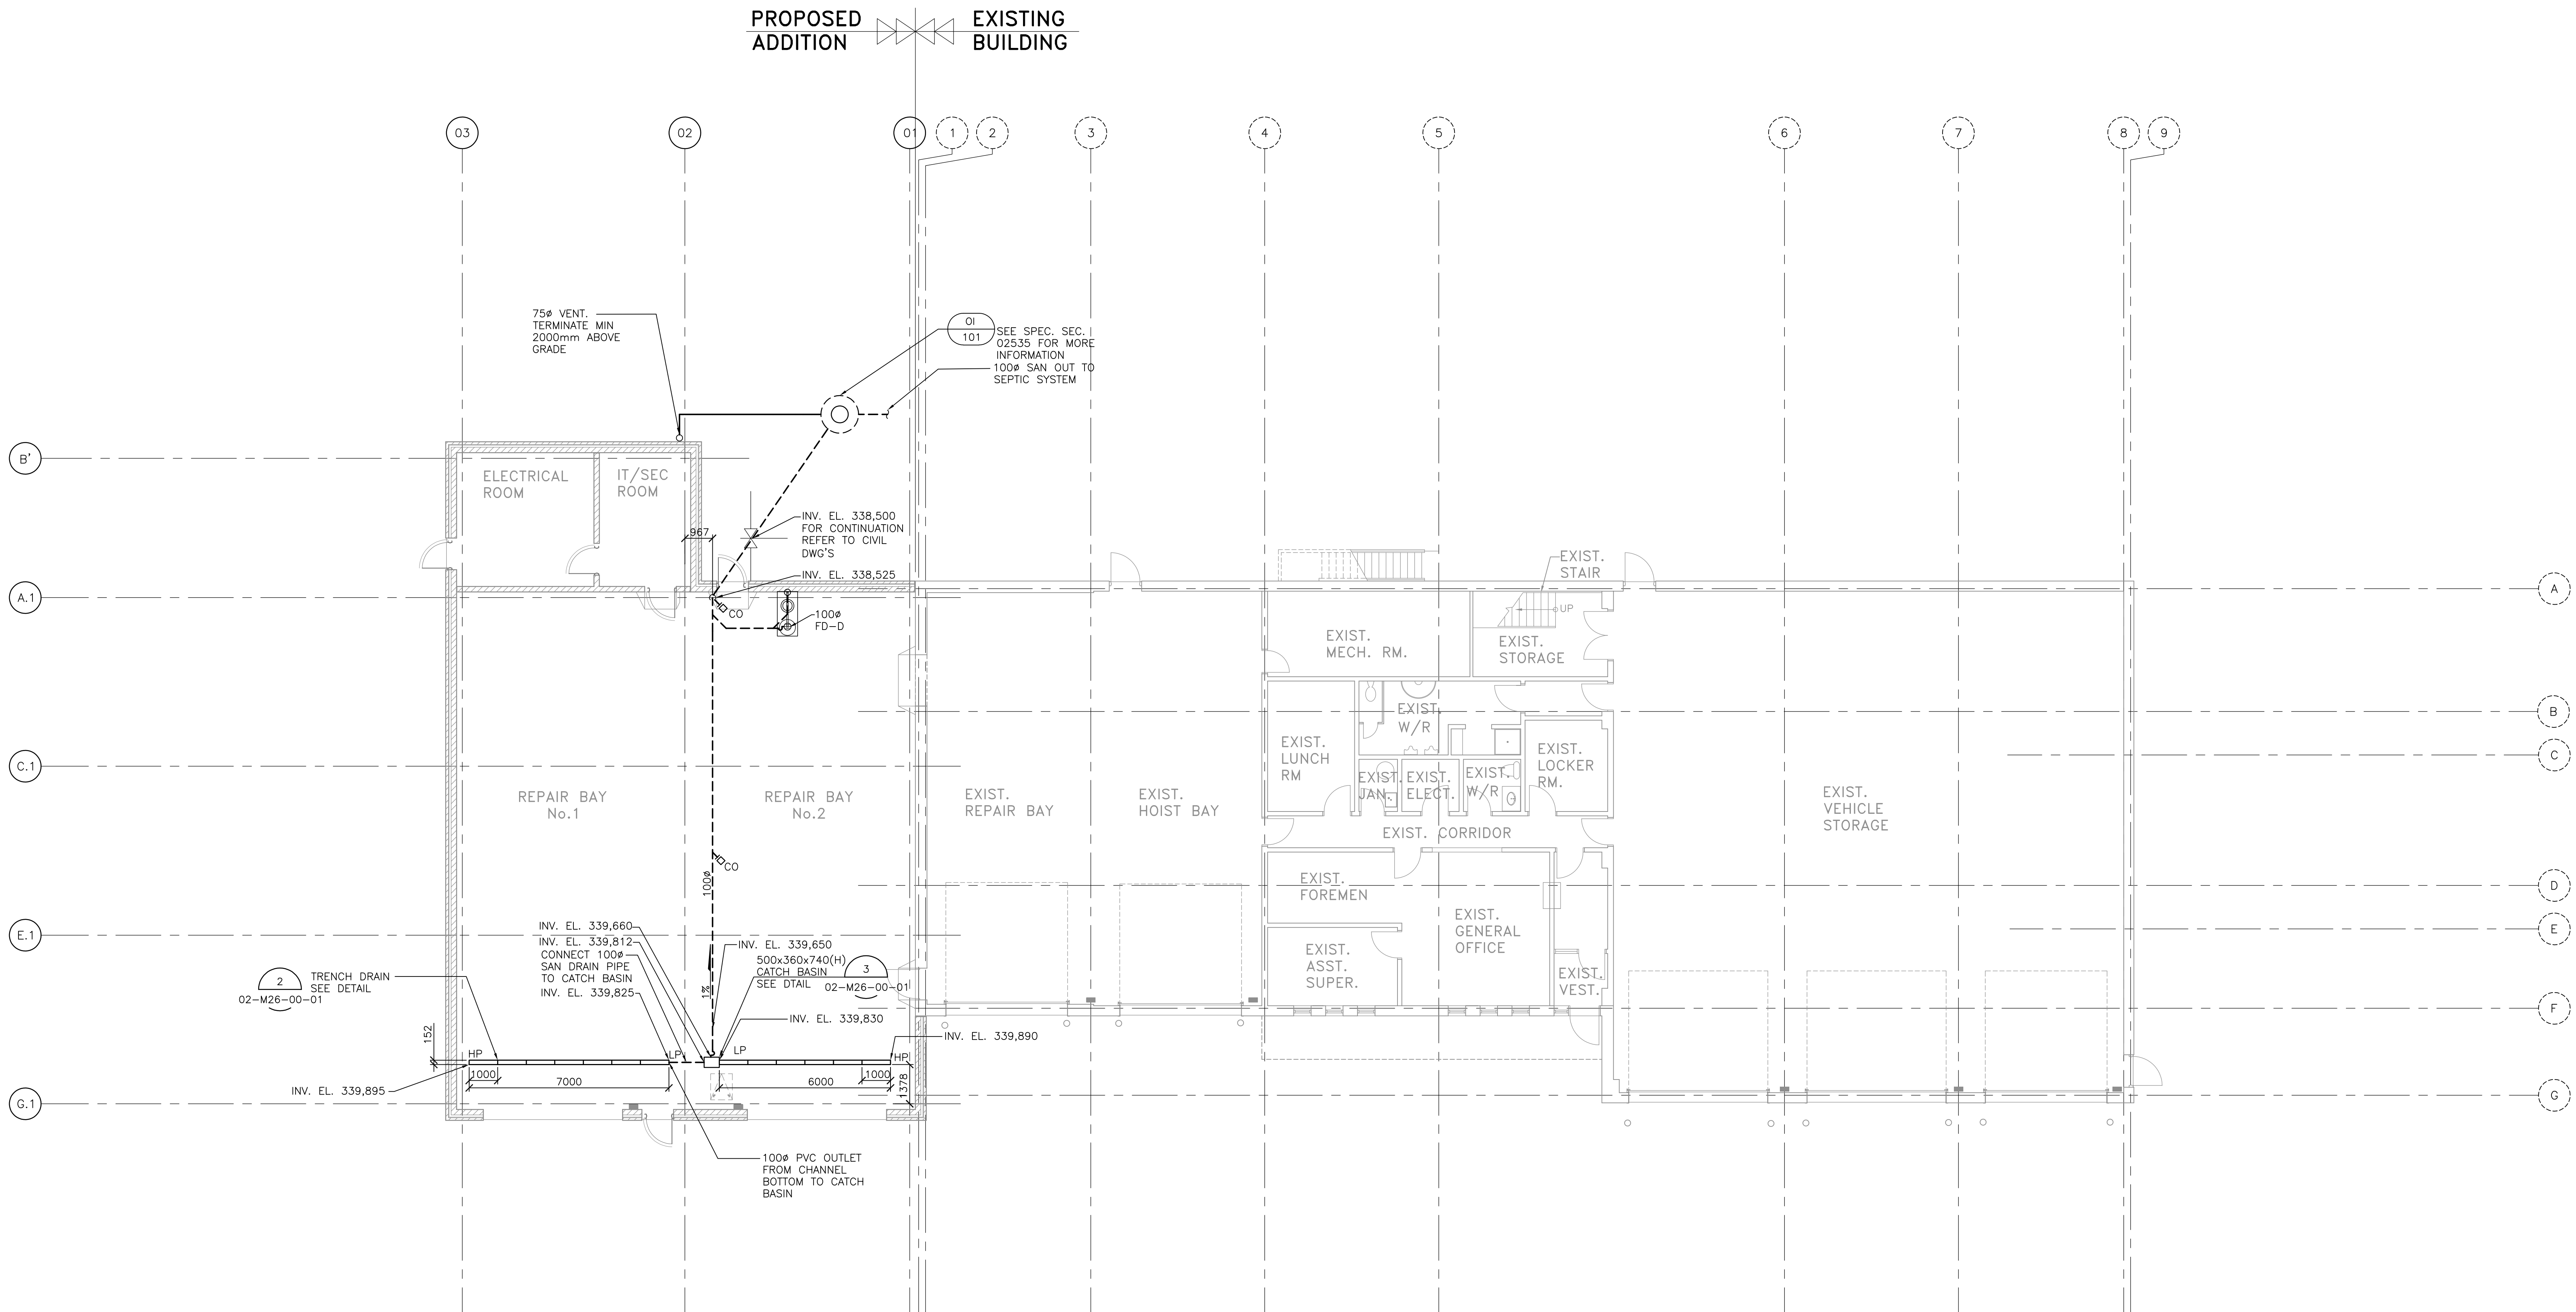 PROPOSED
ADDITION
EXISTING
BUILDING
03
02
01
1
2
3
4
5
6
7
8
9
75ø VENT.
TERMINATE MIN
2000mm ABOVE
GRADE
OI
101
SEE SPEC. SEC.
02535 FOR MORE
INFORMATION
100ø SAN OUT TO
SEPTIC SYSTEM
B'
ELECTRICAL
ROOM
IT/SEC
ROOM
967
INV. EL. 338,500
FOR CONTINUATION
REFER TO CIVIL
DWG'S
INV. EL. 338,525
A.1
A
CO
100ø
FD-D
EXIST.
STAIR
UP
EXIST.
MECH. RM.
EXIST.
STORAGE
B
EXIST.
W/R
C.1
C
EXIST.
LUNCH
RM
EXIST.
LOCKER
RM.
EXIST.
JAN.
EXIST.
ELECT.
EXIST.
W/R
REPAIR BAY
No.1
REPAIR BAY
No.2
EXIST.
REPAIR BAY
EXIST.
HOIST BAY
EXIST.
VEHICLE
STORAGE
EXIST. CORRIDOR
CO
100ø
EXIST.
FOREMEN
D
E.1
E
EXIST.
GENERAL
OFFICE
EXIST.
ASST.
SUPER.
EXIST.
VEST.
INV. EL. 339,660
INV. EL. 339,812
CONNECT 100ø
SAN DRAIN PIPE
TO CATCH BASIN
INV. EL. 339,825
INV. EL. 339,650
500x360x740(H)
CATCH BASIN
SEE DTAIL
3
02-M26-00-01
2
02-M26-00-01
TRENCH DRAIN
SEE DETAIL
1%
INV. EL. 339,830
F
INV. EL. 339,890
152
HP
LP
LP
HP
1000
7000
6000
1000
1378
INV. EL. 339,895
G.1
G
100ø PVC OUTLET
FROM CHANNEL
BOTTOM TO CATCH
BASIN